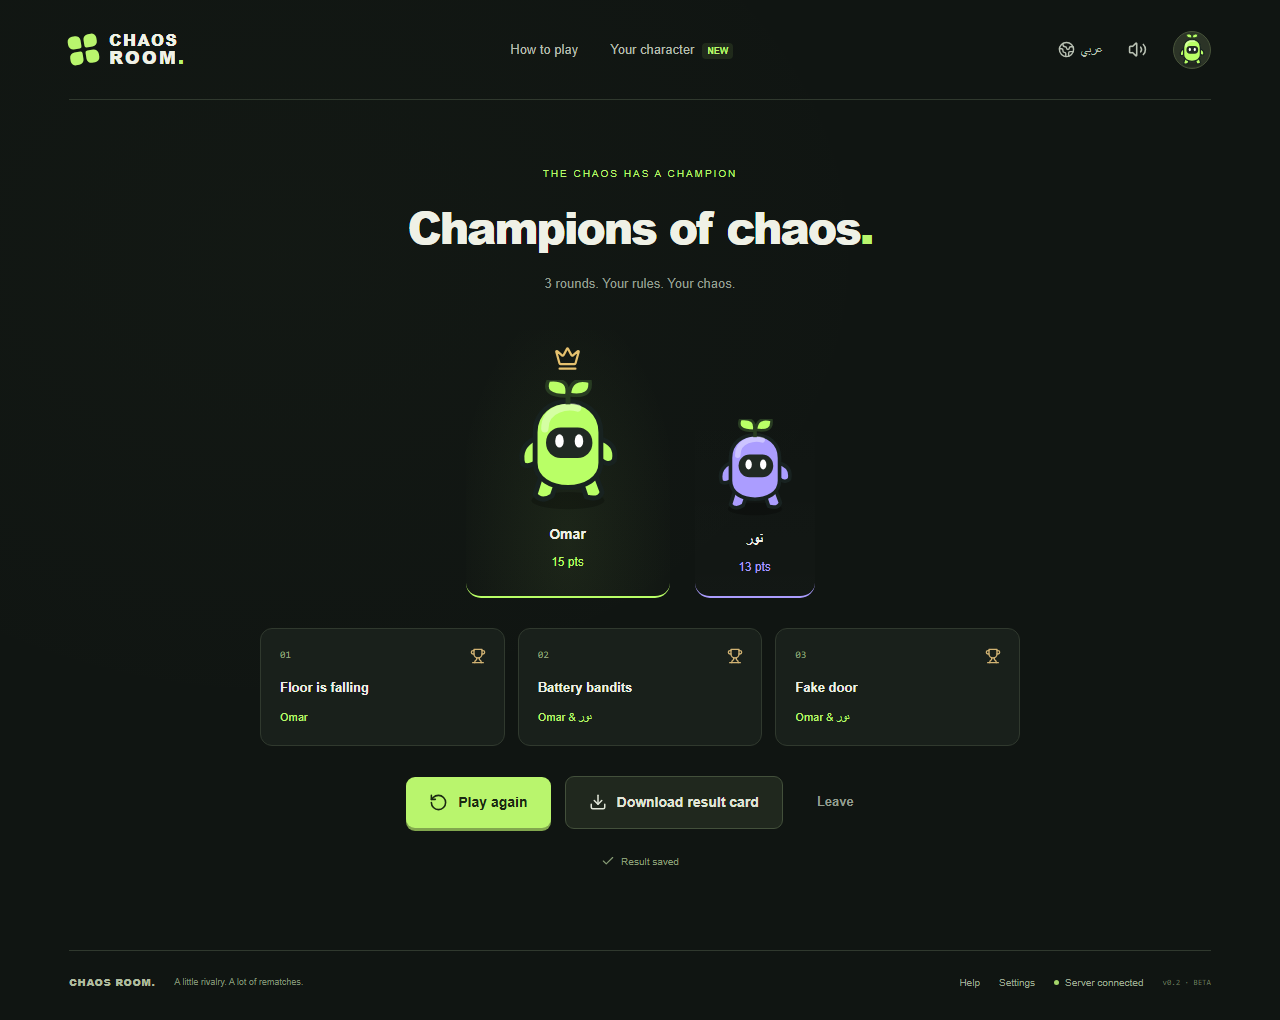 CHAOS
ROOM.
How to play
Your character NEW
عربي
THE CHAOS HAS A CHAMPION
Champions of chaos.
3 rounds. Your rules. Your chaos.
Omar
15 pts
نور
13 pts
01
Floor is falling
Omar
02
Battery bandits
Omar & نور
03
Fake door
Omar & نور
Play again
Download result card
Leave
Result saved
CHAOS ROOM.
A little rivalry. A lot of rematches.
Help
Settings
Server connected
v0.2 · BETA